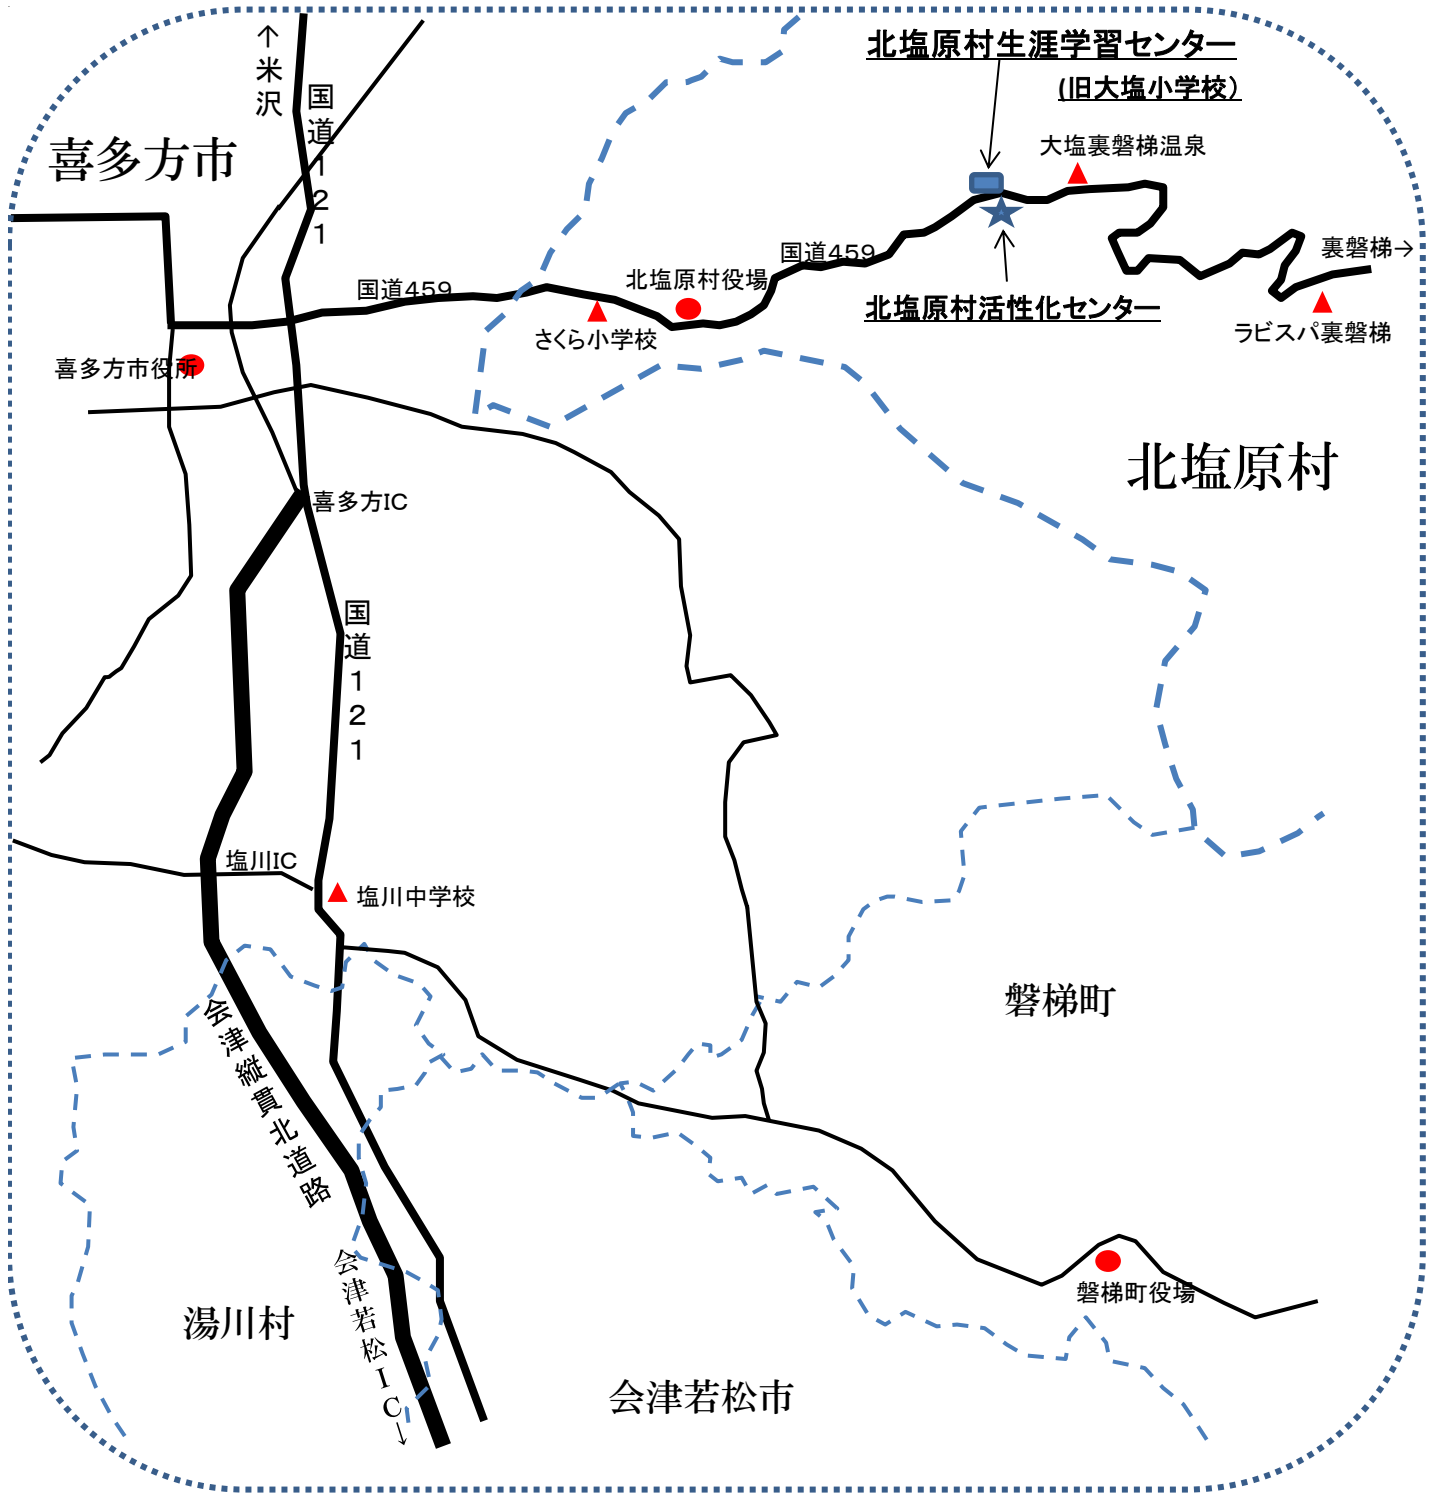 ↑米沢
国道121
喜多方市
北塩原村生涯学習センター
(旧大塩小学校)
大塩裏磐梯温泉
裏磐梯→
国道459
国道459
北塩原村役場
北塩原村活性化センター
さくら小学校
ラビスパ裏磐梯
喜多方市役所
北塩原村
喜多方IC
国道121
塩川IC
塩川中学校
磐梯町
会津縦貫北道路
会津若松IC↓
磐梯町役場
湯川村
会津若松市